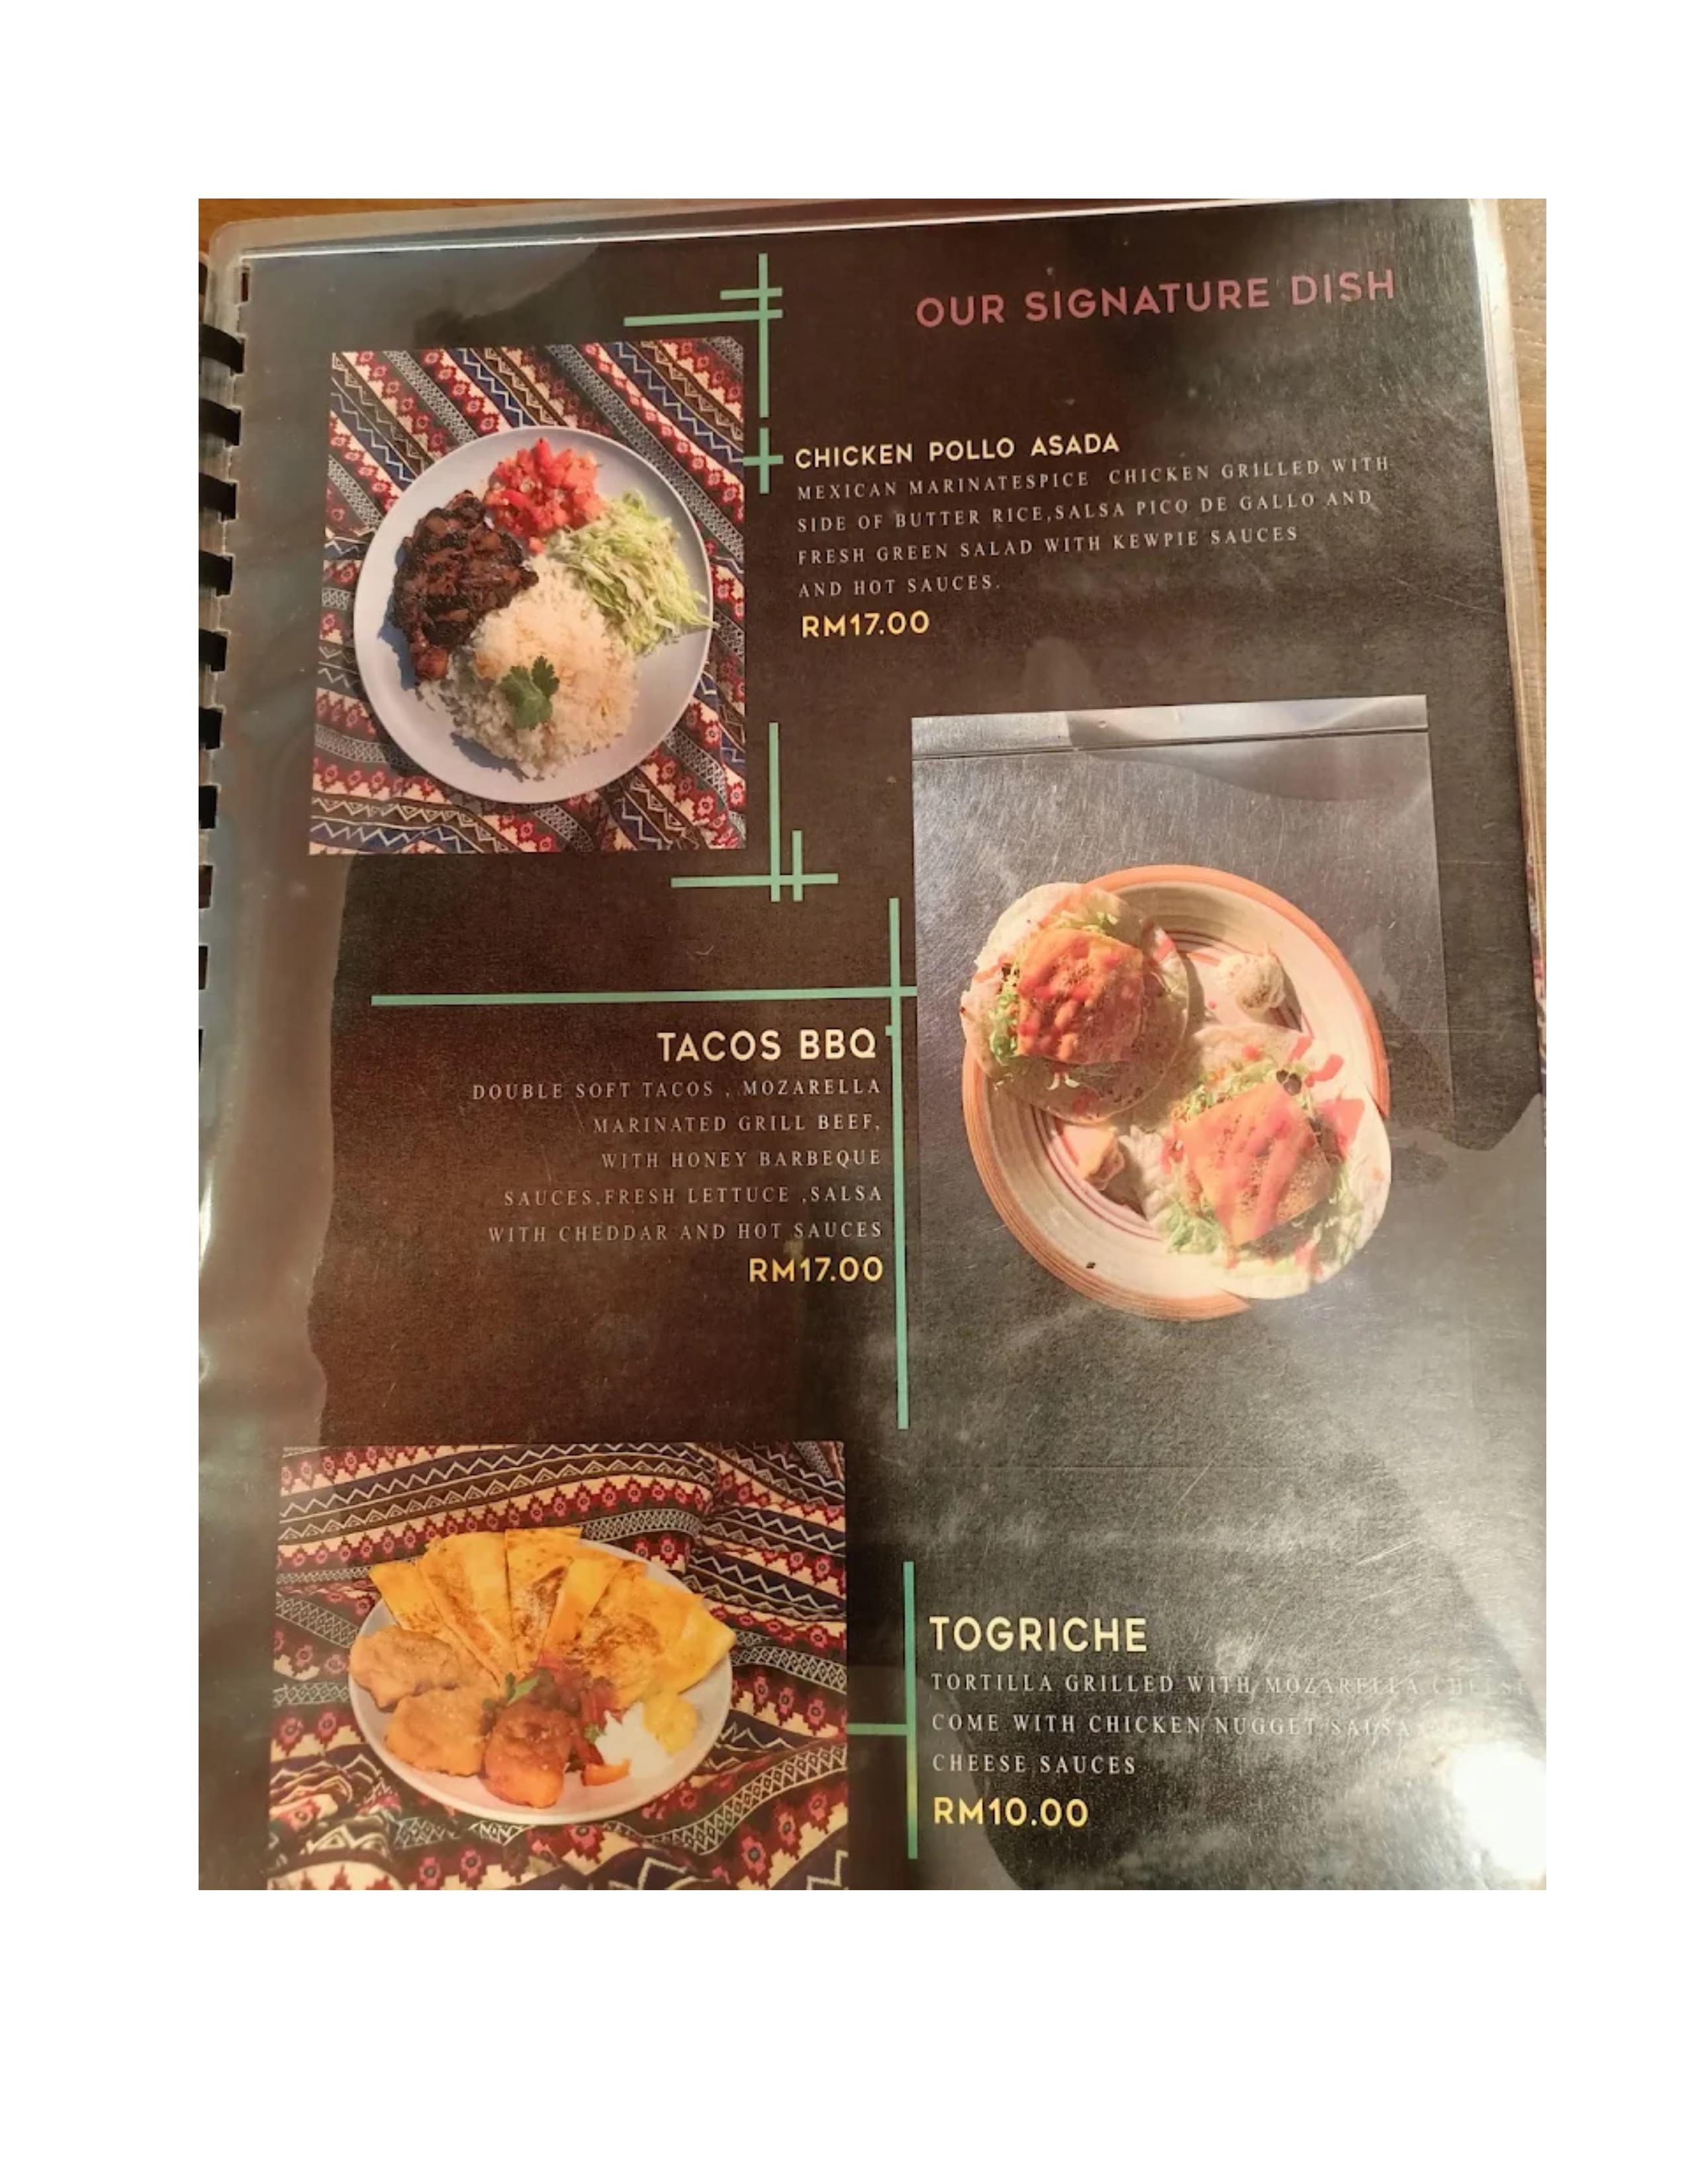 OUR SIGNATURE DISH
CHICKEN POLLO ASADA
MEXICAN MARINATESPICE CHICKEN GRILLED WITH
SIDE OF BUTTER RICE,SALSA PICO DE GALLO AND
FRESH GREEN SALAD WITH KEWPIE SAUCES
AND HOT SAUCES.
RM17.00
TACOS BBQ
DOUBLE SOFT TACOS , MOZARELLA
MARINATED GRILL BEEF,
WITH HONEY BARBEQUE
SAUCES,FRESH LETTUCE ,SALSA
WITH CHEDDAR AND HOT SAUCES
RM17.00
TOGRICHE
TORTILLA GRILLED WITH MOZARELLA CHEESE
COME WITH CHICKEN NUGGET SALSA
CHEESE SAUCES
RM10.00